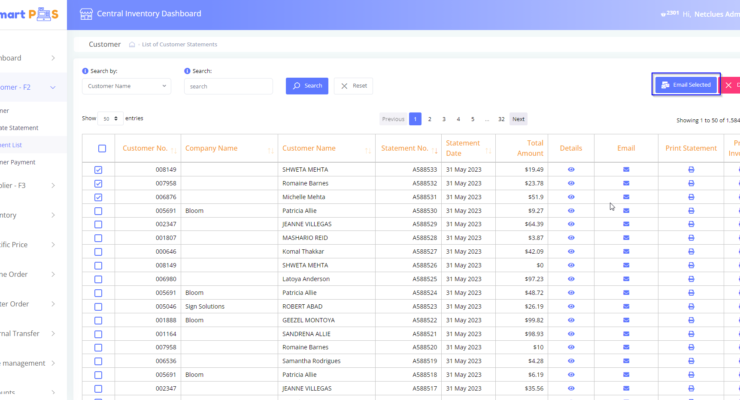 mart P S
Central Inventory Dashboard
Hi, Netclues Adm
Customer
- List of Customer Statements
hboard
omer - F2
mer
ate Statement
ment List
mer Payment
plier - F3
ntory
ific Price
ne Order
ter Order
rnal Transfer
management
unts
Search by:
Search:
Customer Name
search
Search
Reset
Email Selected
Show 50 entries
Previous 1 2 3 4 5 ... 32 Next
Showing 1 to 50 of 1,584
Customer No. Company Name Customer Name Statement No. Statement Date Total Amount Details Email Print Statement
008149 SHWETA MEHTA A588533 31 May 2023 $19.49
007958 Romaine Barnes A588532 31 May 2023 $23.78
006876 Michelle Mehta A588531 31 May 2023 $51.9
005691 Bloom Patricia Allie A588530 31 May 2023 $9.27
002347 JEANNE VILLEGAS A588529 31 May 2023 $64.39
001807 MASHARIO REID A588528 31 May 2023 $3.87
000646 Komal Thakkar A588527 31 May 2023 $42.09
008149 SHWETA MEHTA A588526 31 May 2023 $0
006980 Latoya Anderson A588525 31 May 2023 $97.23
005691 Bloom Patricia Allie A588524 31 May 2023 $48.72
005046 Sign Solutions ROBERT ABAD A588523 31 May 2023 $26.19
001888 Bloom GEEZEL MONTOYA A588522 31 May 2023 $99.82
001164 SANDRENA ALLIE A588521 31 May 2023 $98.93
007958 Romaine Barnes A588520 31 May 2023 $10
006536 Samantha Rodrigues A588519 31 May 2023 $4.28
005691 Bloom Patricia Allie A588518 31 May 2023 $6.19
002347 JEANNE VILLEGAS A588517 31 May 2023 $35.56